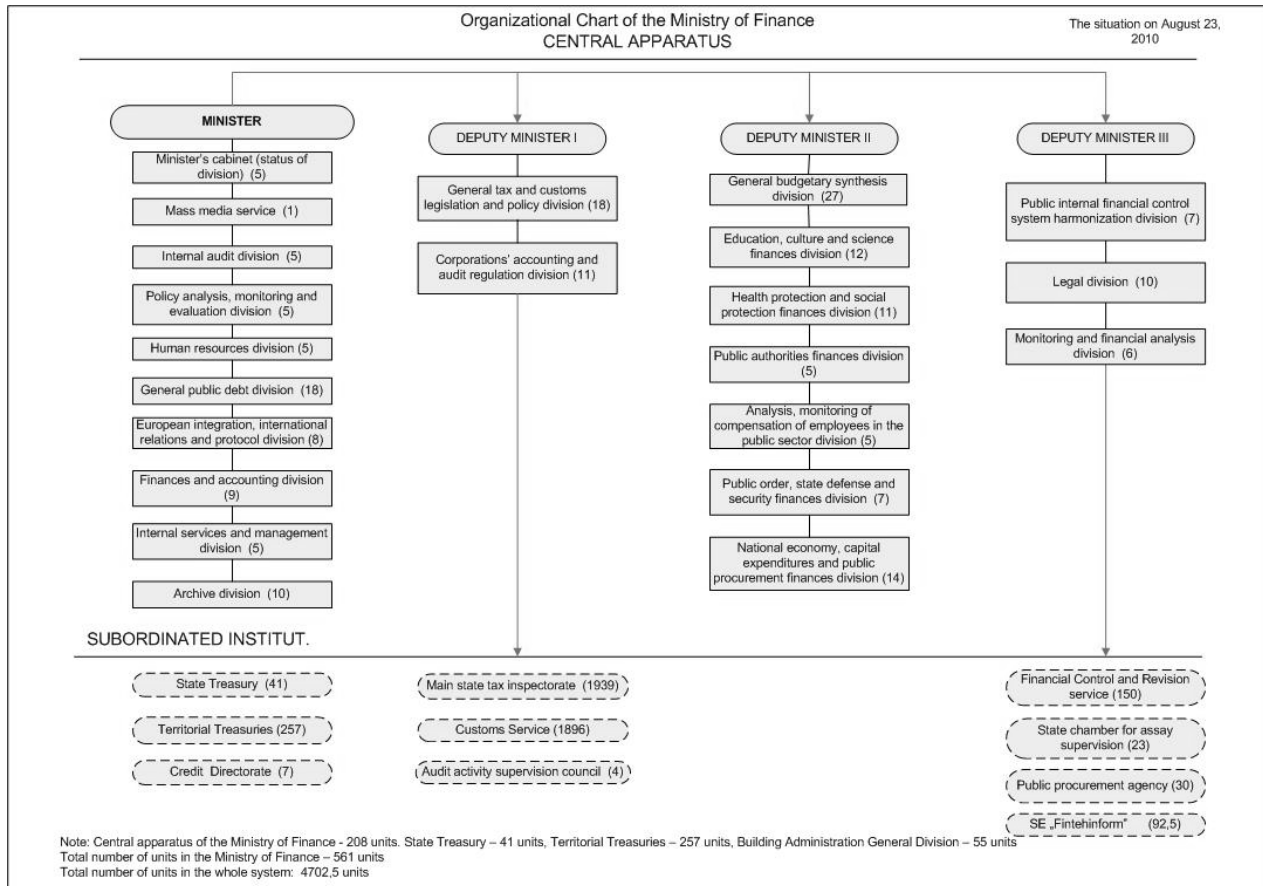 Organizational Chart of the Ministry of Finance
CENTRAL APPARATUS
The situation on August 23,
2010
MINISTER
Minister's cabinet (status of
division) (5)
Mass media service (1)
Internal audit division (5)
Policy analysis, monitoring and
evaluation division (5)
Human resources division (5)
General public debt division (18)
European integration, international
relations and protocol division (8)
Finances and accounting division
(9)
Internal services and management
division (5)
Archive division (10)
DEPUTY MINISTER I
General tax and customs
legislation and policy division (18)
Corporations' accounting and
audit regulation division (11)
DEPUTY MINISTER II
General budgetary synthesis
division (27)
Education, culture and science
finances division (12)
Health protection and social
protection finances division (11)
Public authorities finances division
(5)
Analysis, monitoring of
compensation of employees in the
public sector division (5)
Public order, state defense and
security finances division (7)
National economy, capital
expenditures and public
procurement finances division (14)
DEPUTY MINISTER III
Public internal financial control
system harmonization division (7)
Legal division (10)
Monitoring and financial analysis
division (6)
SUBORDINATED INSTITUT.
State Treasury (41)
Territorial Treasuries (257)
Credit Directorate (7)
Main state tax inspectorate (1939)
Customs Service (1896)
Audit activity supervision council (4)
Financial Control and Revision
service (150)
State chamber for assay
supervision (23)
Public procurement agency (30)
SE „Fintehinform" (92,5)
Note: Central apparatus of the Ministry of Finance - 208 units. State Treasury – 41 units, Territorial Treasuries – 257 units, Building Administration General Division – 55 units
Total number of units in the Ministry of Finance – 561 units
Total number of units in the whole system: 4702,5 units